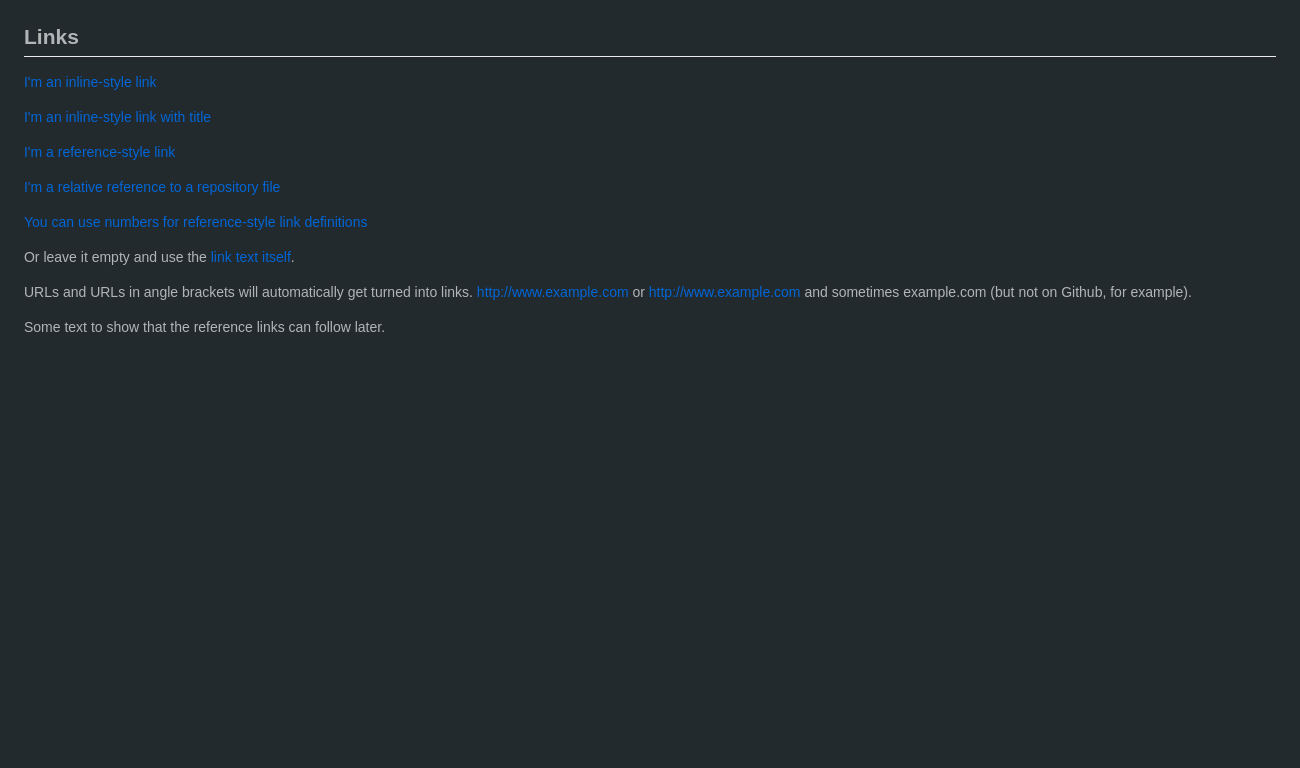 Links
I'm an inline-style link
I'm an inline-style link with title
I'm a reference-style link
I'm a relative reference to a repository file
You can use numbers for reference-style link definitions
Or leave it empty and use the link text itself.
URLs and URLs in angle brackets will automatically get turned into links. http://www.example.com or http://www.example.com and sometimes example.com (but not on Github, for example).
Some text to show that the reference links can follow later.